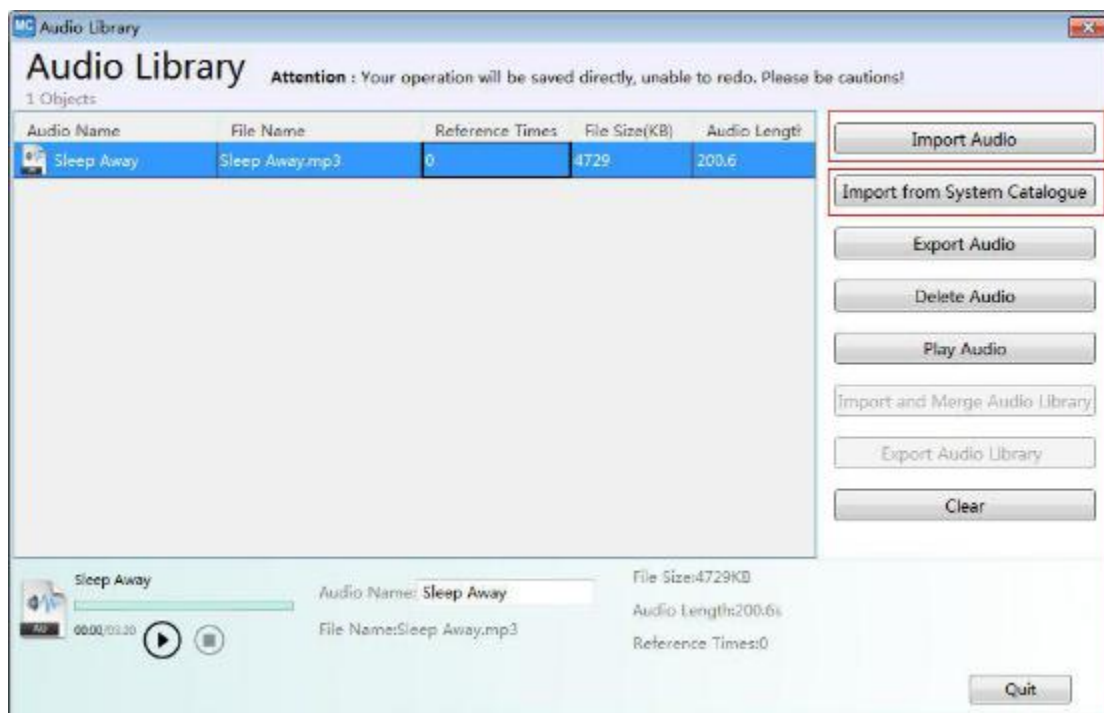 MC Audio Library
Audio Library Attention : Your operation will be saved directly, unable to redo. Please be cautions!
1 Objects
Audio Name File Name Reference Times File Size(KB) Audio Lengtl
Sleep Away Sleep Away.mp3 0 4729 200.6
Import Audio
Import from System Catalogue
Export Audio
Delete Audio
Play Audio
Import and Merge Audio Library
Export Audio Library
Clear
Sleep Away
00:00/03:20
AU
Audio Name: Sleep Away
File Name:Sleep Away.mp3
File Size:4729KB
Audio Length:200.6s
Reference Times:0
Quit